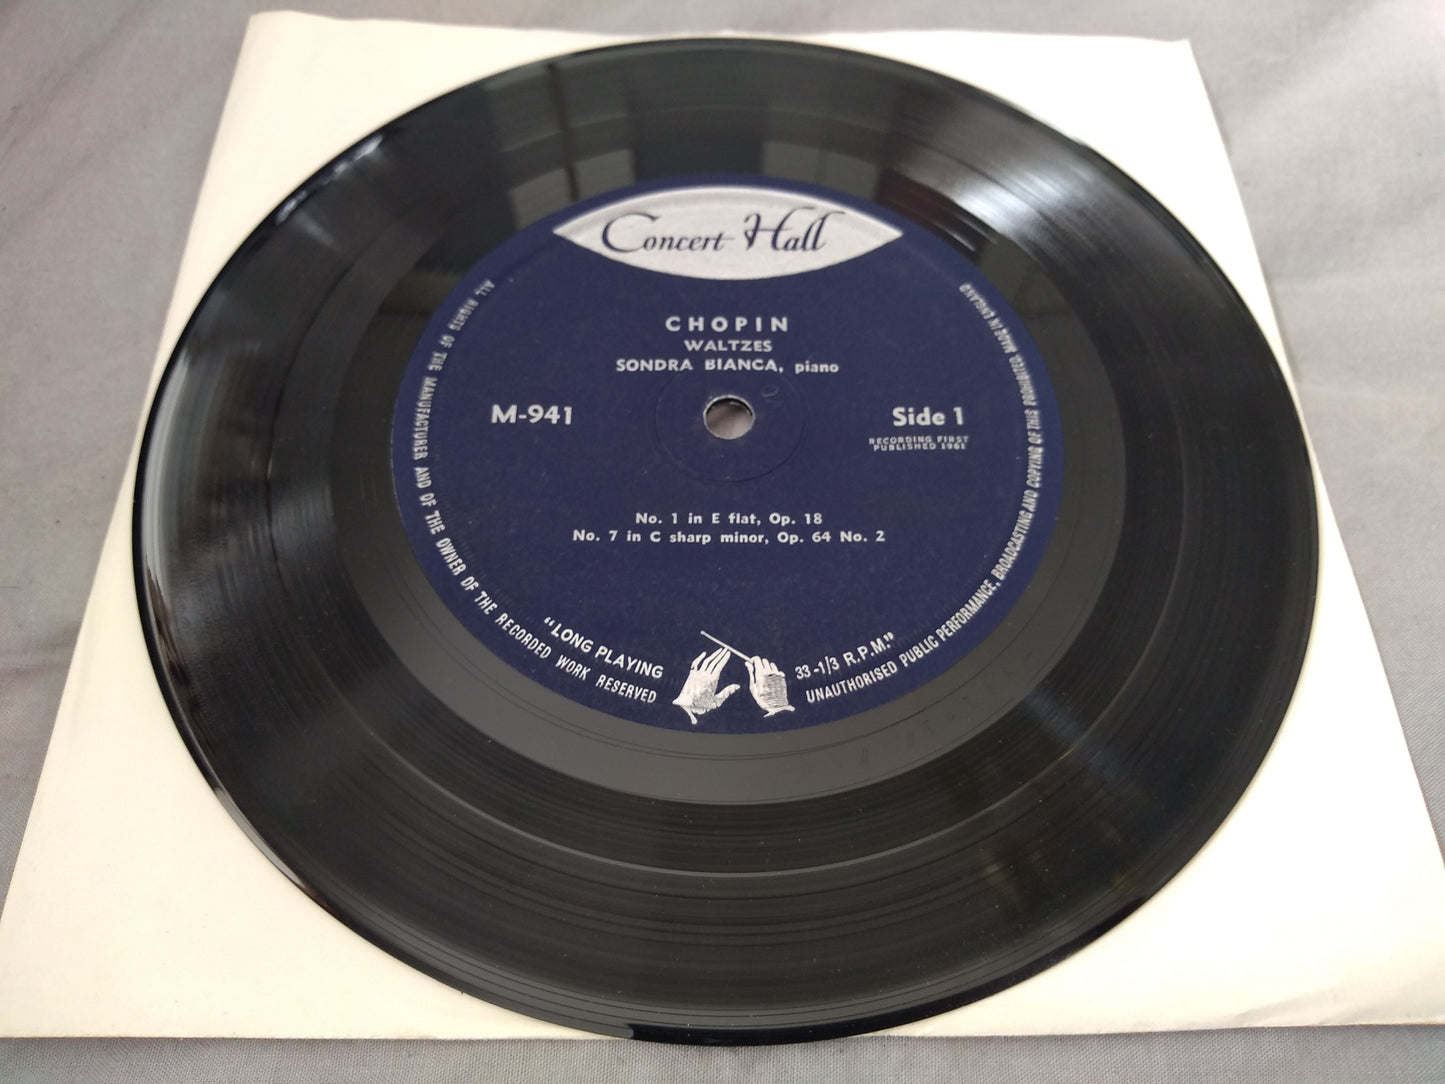 Concert Hall
CHOPIN
WALTZES
SONDRA BIANCA, piano
M-941
Side 1
RECORDING FIRST
PUBLISHED 1961
No. 1 in E flat, Op. 18
No. 7 in C sharp minor, Op. 64 No. 2
"LONG PLAYING
33-1/3 R.P.M."
ALL RIGHTS OF THE MANUFACTURER AND OF THE OWNER OF THE RECORDED WORK RESERVED
UNAUTHORISED PUBLIC PERFORMANCE, BROADCASTING AND COPYING OF THIS PROHIBITED. MADE IN ENGLAND